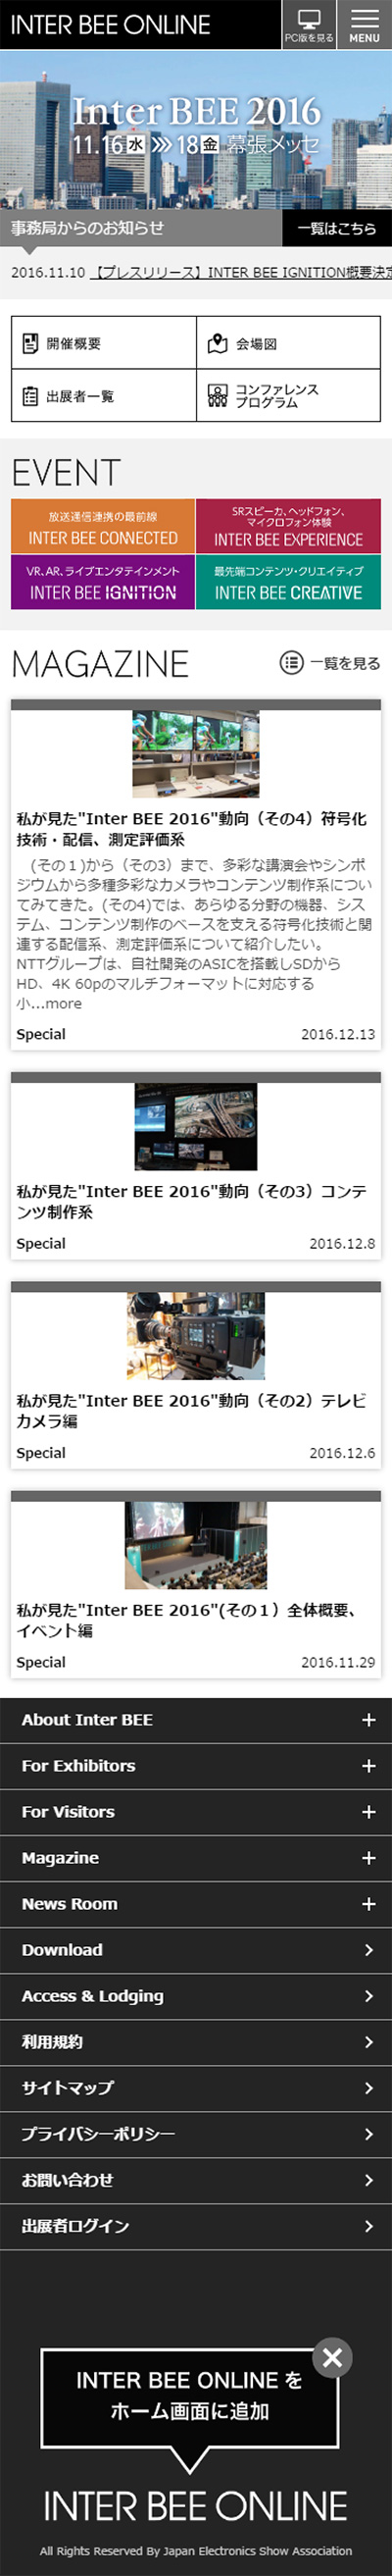 INTER BEE ONLINE
PC版を見る
MENU
Inter BEE 2016
11.16 水 >>> 18 金 幕張メッセ
事務局からのお知らせ
一覧はこちら
2016.11.10 【プレスリリース】INTER BEE IGNITION概要決定
開催概要
会場図
出展者一覧
コンファレンス
プログラム
EVENT
放送通信連携の最前線
INTER BEE CONNECTED
SRスピーカ、ヘッドフォン、
マイクロフォン体験
INTER BEE EXPERIENCE
VR、AR、ライブエンタテインメント
INTER BEE IGNITION
最先端コンテンツ・クリエイティブ
INTER BEE CREATIVE
MAGAZINE
一覧を見る
私が見た"Inter BEE 2016"動向（その4）符号化
技術・配信、測定評価系
（その１)から（その3）まで、多彩な講演会やシンポ
ジウムから多種多彩なカメラやコンテンツ制作系につい
てみてきた。(その4)では、あらゆる分野の機器、シス
テム、コンテンツ制作のベースを支える符号化技術と関
連する配信系、測定評価系について紹介したい。
NTTグループは、自社開発のASICを搭載しSDから
HD、4K 60pのマルチフォーマットに対応する
小...more
Special 2016.12.13
私が見た"Inter BEE 2016"動向（その3）コンテ
ンツ制作系
Special 2016.12.8
私が見た"Inter BEE 2016"動向（その2）テレビ
カメラ編
Special 2016.12.6
私が見た"Inter BEE 2016"(その１）全体概要、
イベント編
Special 2016.11.29
About Inter BEE
For Exhibitors
For Visitors
Magazine
News Room
Download
Access & Lodging
利用規約
サイトマップ
プライバシーポリシー
お問い合わせ
出展者ログイン
INTER BEE ONLINE を
ホーム画面に追加
INTER BEE ONLINE
All Rights Reserved By Japan Electronics Show Association